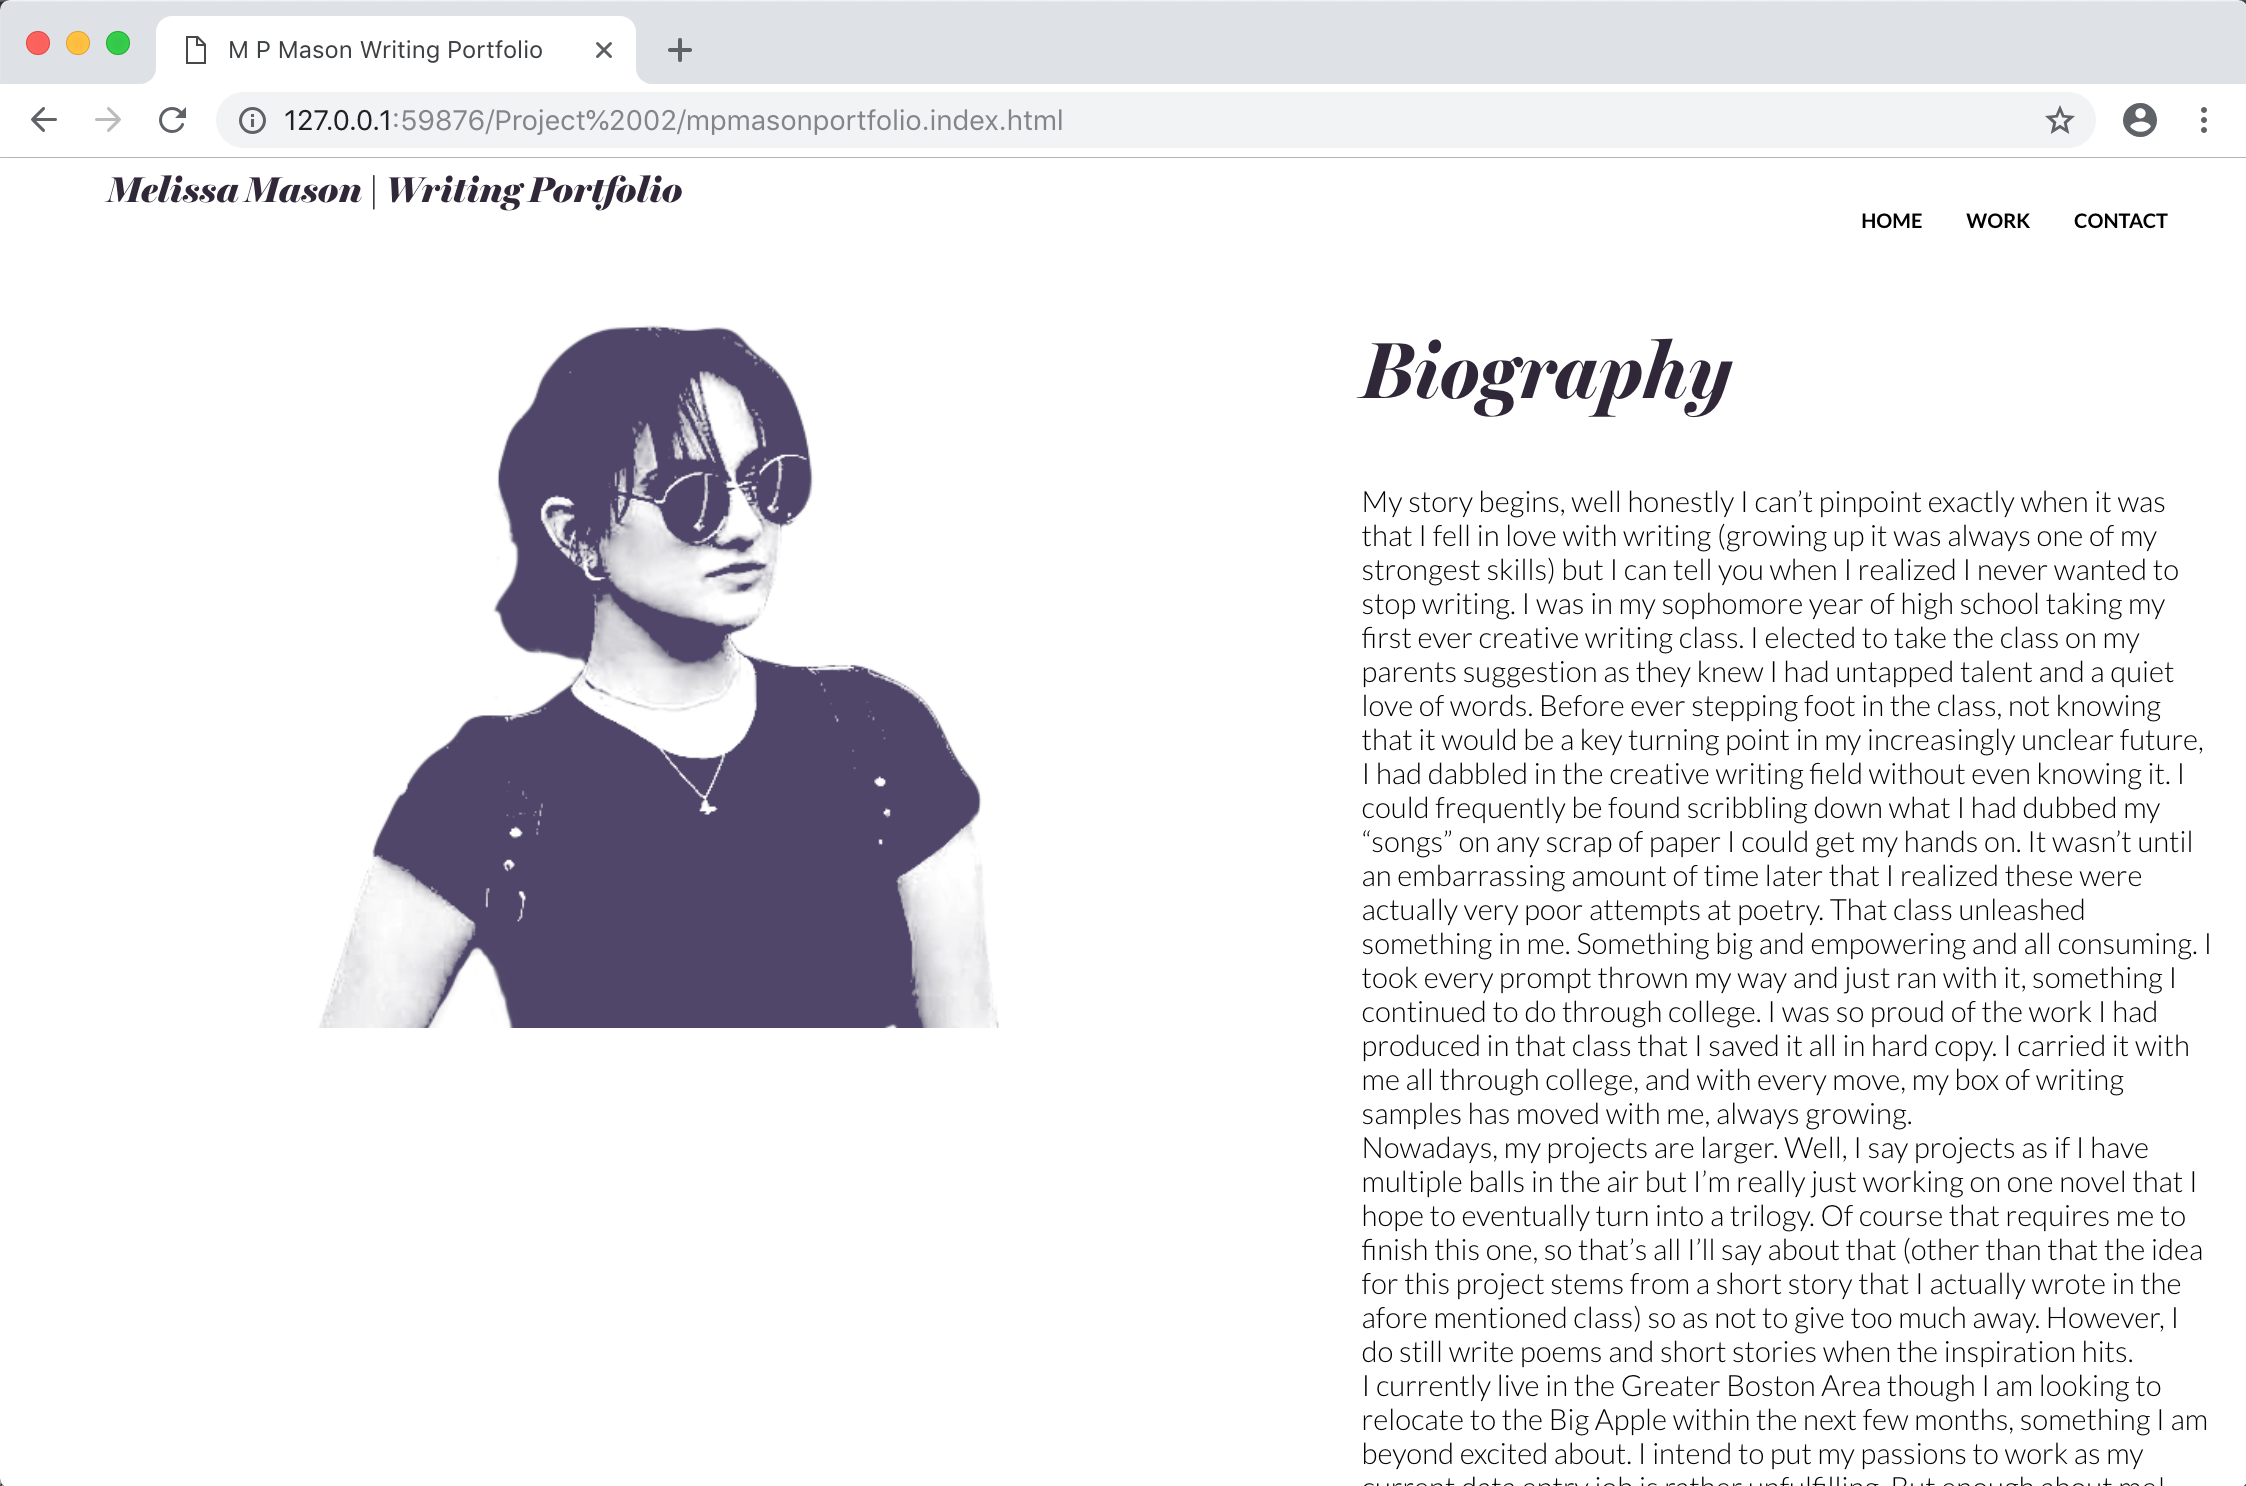 M P Mason Writing Portfolio
127.0.0.1:59876/Project%2002/mpmasonportfolio.index.html
Melissa Mason | Writing Portfolio
HOME WORK CONTACT
Biography
My story begins, well honestly I can’t pinpoint exactly when it was
that I fell in love with writing (growing up it was always one of my
strongest skills) but I can tell you when I realized I never wanted to
stop writing. I was in my sophomore year of high school taking my
first ever creative writing class. I elected to take the class on my
parents suggestion as they knew I had untapped talent and a quiet
love of words. Before ever stepping foot in the class, not knowing
that it would be a key turning point in my increasingly unclear future,
I had dabbled in the creative writing field without even knowing it. I
could frequently be found scribbling down what I had dubbed my
“songs” on any scrap of paper I could get my hands on. It wasn’t until
an embarrassing amount of time later that I realized these were
actually very poor attempts at poetry. That class unleashed
something in me. Something big and empowering and all consuming. I
took every prompt thrown my way and just ran with it, something I
continued to do through college. I was so proud of the work I had
produced in that class that I saved it all in hard copy. I carried it with
me all through college, and with every move, my box of writing
samples has moved with me, always growing.
Nowadays, my projects are larger. Well, I say projects as if I have
multiple balls in the air but I’m really just working on one novel that I
hope to eventually turn into a trilogy. Of course that requires me to
finish this one, so that’s all I’ll say about that (other than that the idea
for this project stems from a short story that I actually wrote in the
afore mentioned class) so as not to give too much away. However, I
do still write poems and short stories when the inspiration hits.
I currently live in the Greater Boston Area though I am looking to
relocate to the Big Apple within the next few months, something I am
beyond excited about. I intend to put my passions to work as my
current data entry job is rather unfulfilling. But enough about me!